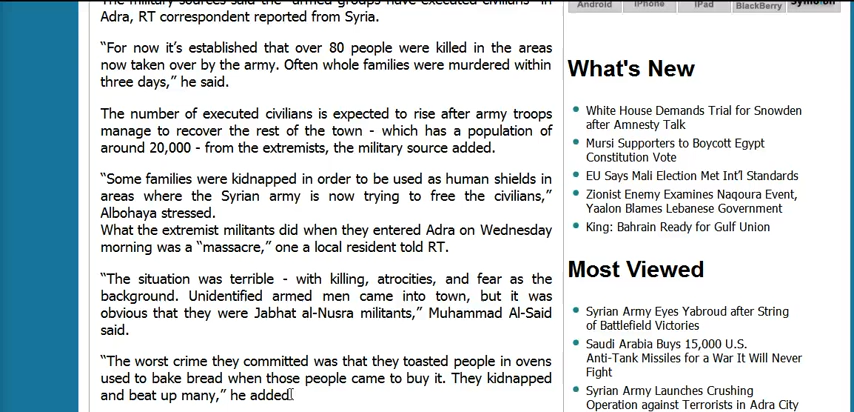 The military sources said the "armed groups have executed civilians" in
Adra, RT correspondent reported from Syria.
“For now it’s established that over 80 people were killed in the areas
now taken over by the army. Often whole families were murdered within
three days,” he said.
The number of executed civilians is expected to rise after army troops
manage to recover the rest of the town - which has a population of
around 20,000 - from the extremists, the military source added.
“Some families were kidnapped in order to be used as human shields in
areas where the Syrian army is now trying to free the civilians,”
Albohaya stressed.
What the extremist militants did when they entered Adra on Wednesday
morning was a “massacre,” one a local resident told RT.
“The situation was terrible - with killing, atrocities, and fear as the
background. Unidentified armed men came into town, but it was
obvious that they were Jabhat al-Nusra militants,” Muhammad Al-Said
said.
“The worst crime they committed was that they toasted people in ovens
used to bake bread when those people came to buy it. They kidnapped
and beat up many,” he added.
Android iPhone iPad BlackBerry Symbian
What's New
White House Demands Trial for Snowden
after Amnesty Talk
Mursi Supporters to Boycott Egypt
Constitution Vote
EU Says Mali Election Met Int'l Standards
Zionist Enemy Examines Naqoura Event,
Yaalon Blames Lebanese Government
King: Bahrain Ready for Gulf Union
Most Viewed
Syrian Army Eyes Yabroud after String
of Battlefield Victories
Saudi Arabia Buys 15,000 U.S.
Anti-Tank Missiles for a War It Will Never
Fight
Syrian Army Launches Crushing
Operation against Terrorists in Adra City